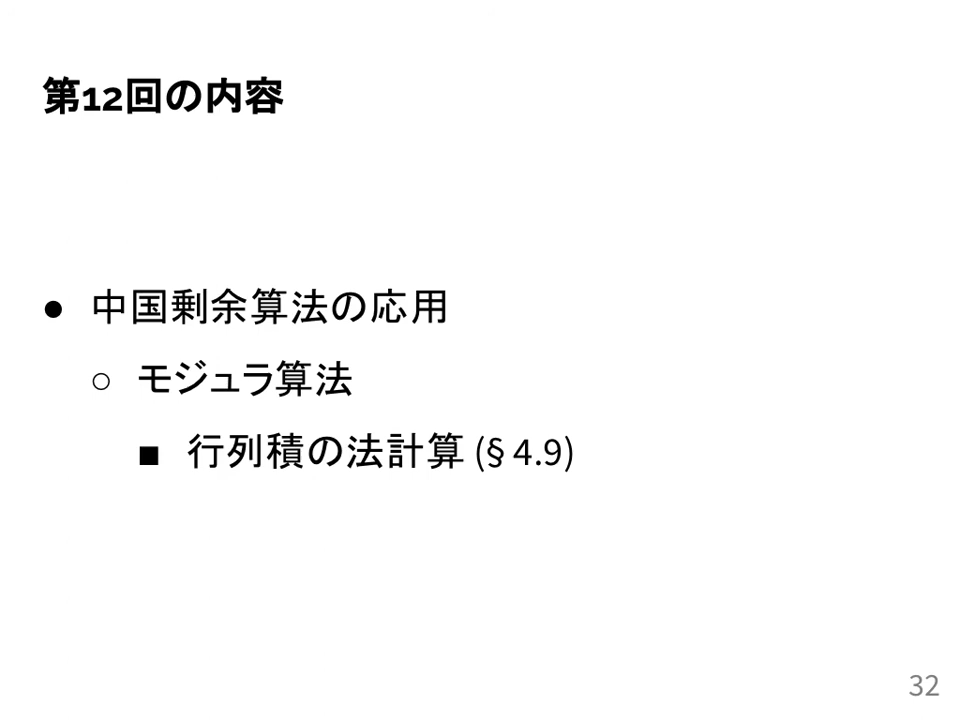 第12回の内容
● 中国剰余算法の応用
○ モジュラ算法
■ 行列積の法計算 (§ 4.9)
32